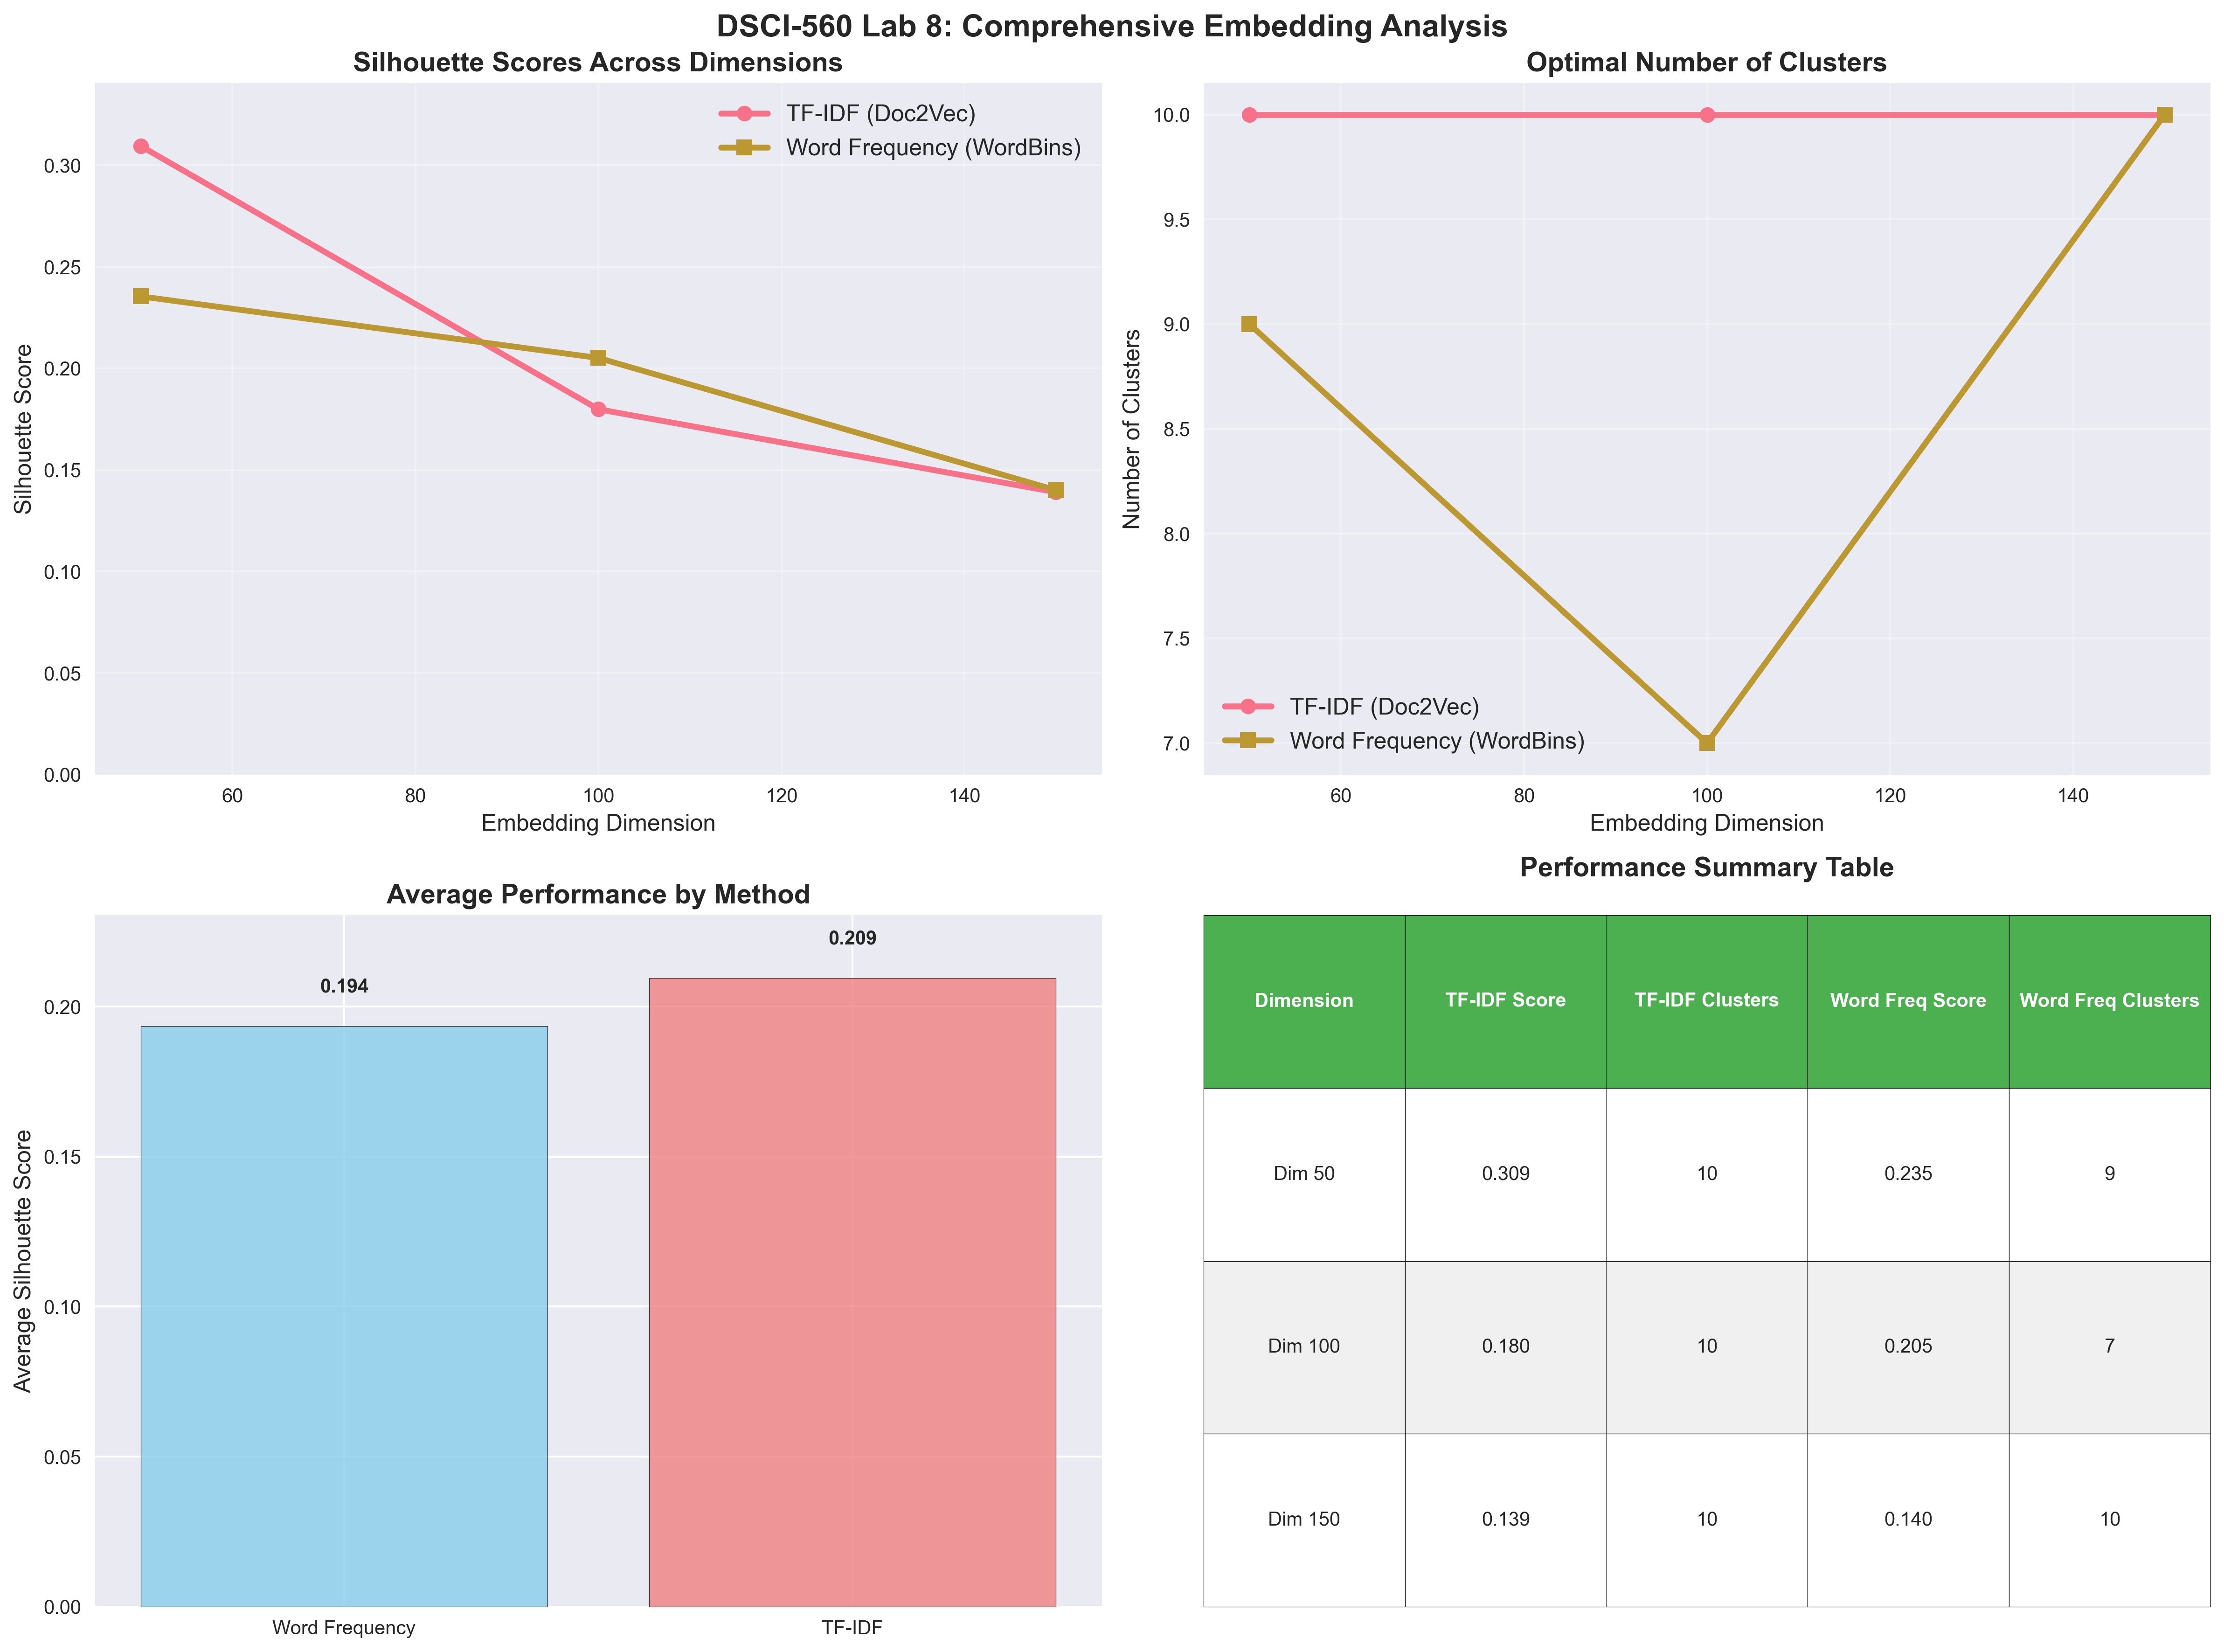 DSCI-560 Lab 8: Comprehensive Embedding Analysis
Silhouette Scores Across Dimensions
TF-IDF (Doc2Vec)
Word Frequency (WordBins)
Silhouette Score
0.30
0.25
0.20
0.15
0.10
0.05
0.00
60 80 100 120 140
Embedding Dimension
Optimal Number of Clusters
Number of Clusters
10.0
9.5
9.0
8.5
8.0
7.5
7.0
TF-IDF (Doc2Vec)
Word Frequency (WordBins)
60 80 100 120 140
Embedding Dimension
Average Performance by Method
Average Silhouette Score
0.194
0.209
0.20
0.15
0.10
0.05
0.00
Word Frequency TF-IDF
Performance Summary Table
Dimension TF-IDF Score TF-IDF Clusters Word Freq Score Word Freq Clusters
Dim 50 0.309 10 0.235 9
Dim 100 0.180 10 0.205 7
Dim 150 0.139 10 0.140 10